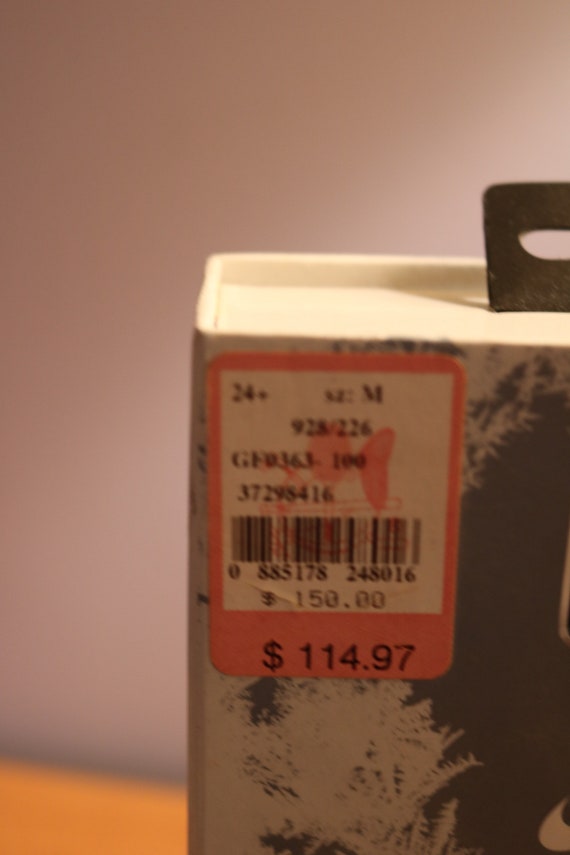 24+ sz: M
928/226
GF0363- 100
37298416
0 885178 248016
$ 150.00
$ 114.97